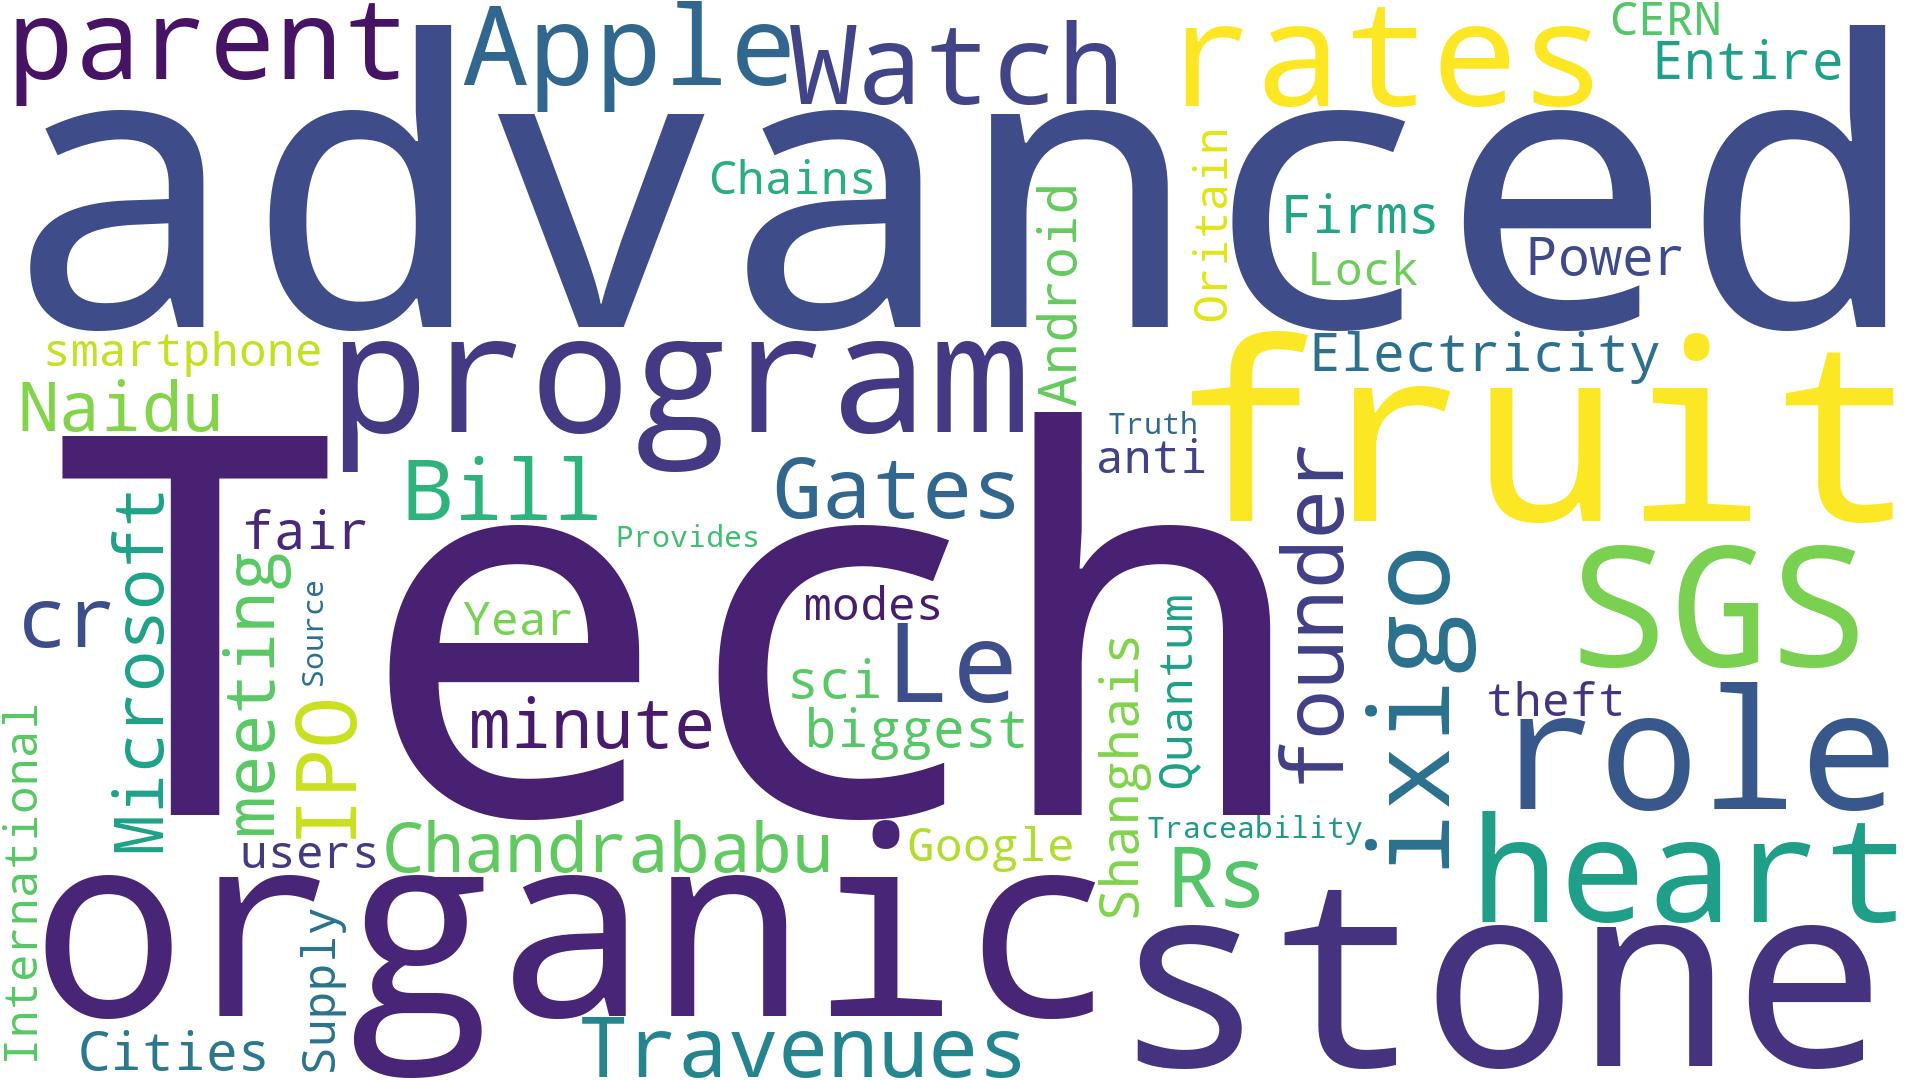 parent
Apple
Watch
rates
CERN
Entire
advanced
Chains
Android
Oritain
Firms
Lock
Power
smartphone
program
Electricity
fruit
Naidu
Truth
anti
Tech
Bill
Gates
founder
Microsoft
fair
Provides
meeting
ixigo
SGS
cr
Source
Year
modes
Le
Quantum
sci
Shanghais
theft
role
minute
biggest
IPO
International
users
Chandrababu
Google
Traceability
Rs
heart
organic
stone
Supply
Cities
Travenues